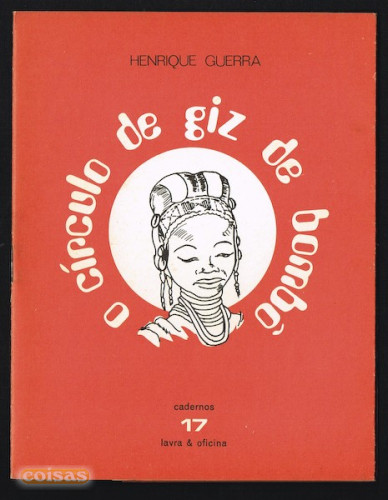 HENRIQUE GUERRA
o círculo de giz de bombó
cadernos
17
lavra & oficina
coisas